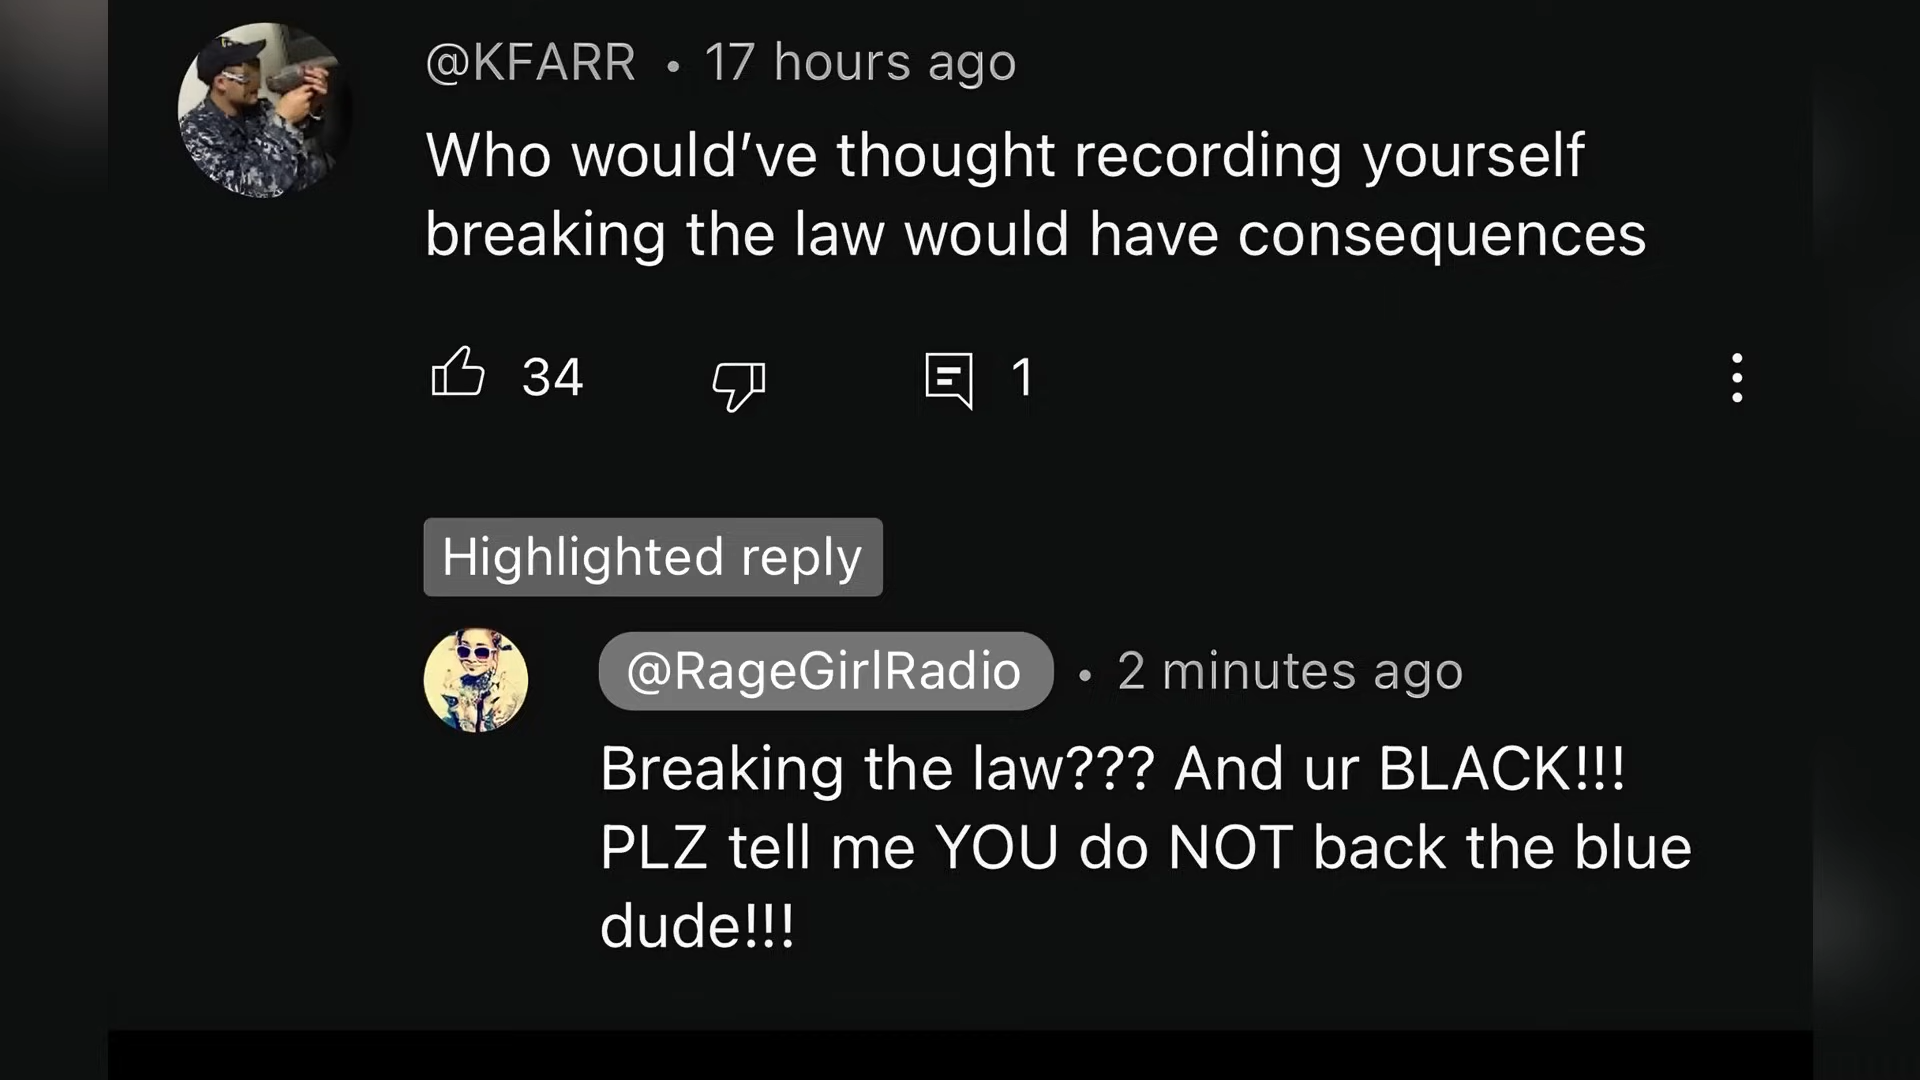 @KFARR • 17 hours ago
Who would’ve thought recording yourself
breaking the law would have consequences
34 1
Highlighted reply
@RageGirlRadio • 2 minutes ago
Breaking the law??? And ur BLACK!!!
PLZ tell me YOU do NOT back the blue
dude!!!